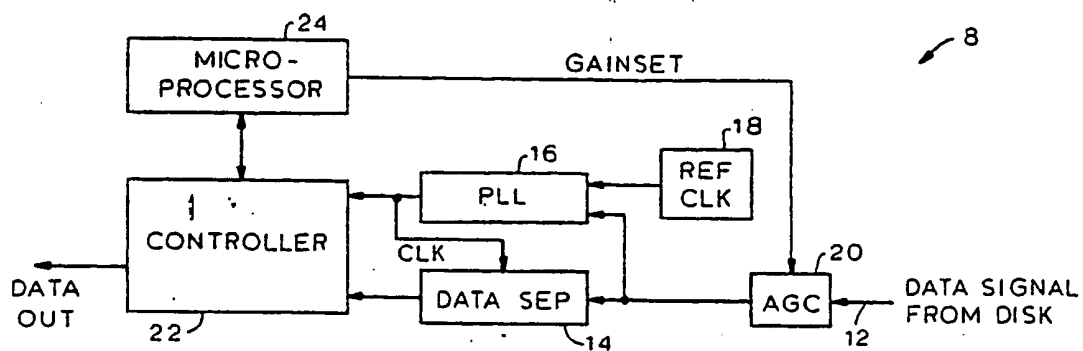 24
MICRO-
PROCESSOR
GAINSET
8
18
REF
CLK
16
PLL
CONTROLLER
CLK
DATA SEP
20
AGC
DATA SIGNAL
FROM DISK
12
DATA
OUT
22
14